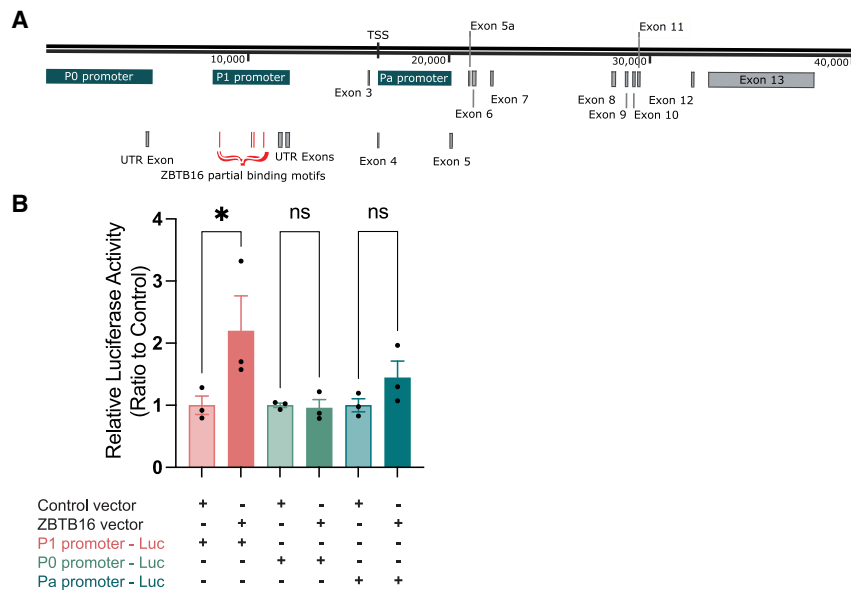 A
TSS
Exon 5a
Exon 11
10,000
20,000
30,000
40,000
P0 promoter
P1 promoter
Exon 3
Pa promoter
Exon 6
Exon 7
Exon 8
Exon 9
Exon 10
Exon 12
Exon 13
UTR Exon
UTR Exons
Exon 4
Exon 5
ZBTB16 partial binding motifs
B
Relative Luciferase Activity
(Ratio to Control)
4
3
2
1
0
* ns ns
Control vector + - + - + -
ZBTB16 vector - + - + - +
P1 promoter - Luc + + - - - -
P0 promoter - Luc - - + + - -
Pa promoter - Luc - - - - + +